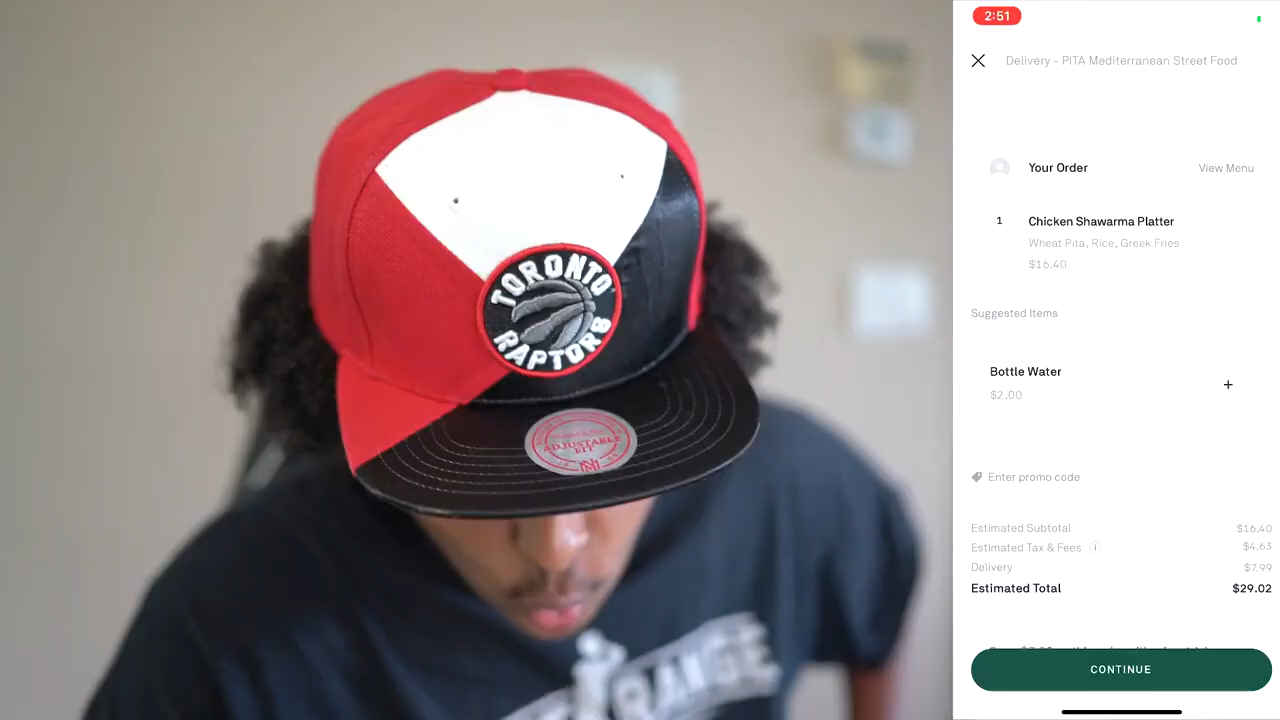 TORONTO
RAPTORS
ADJUSTABLE
FIT
RANGE
2:51
Delivery - PITA Mediterranean Street Food
Your Order
View Menu
1
Chicken Shawarma Platter
Wheat Pita, Rice, Greek Fries
$16.40
Suggested Items
Bottle Water
$2.00
+
Enter promo code
Estimated Subtotal
$16.40
Estimated Tax & Fees
$4.63
Delivery
$7.99
Estimated Total
$29.02
CONTINUE